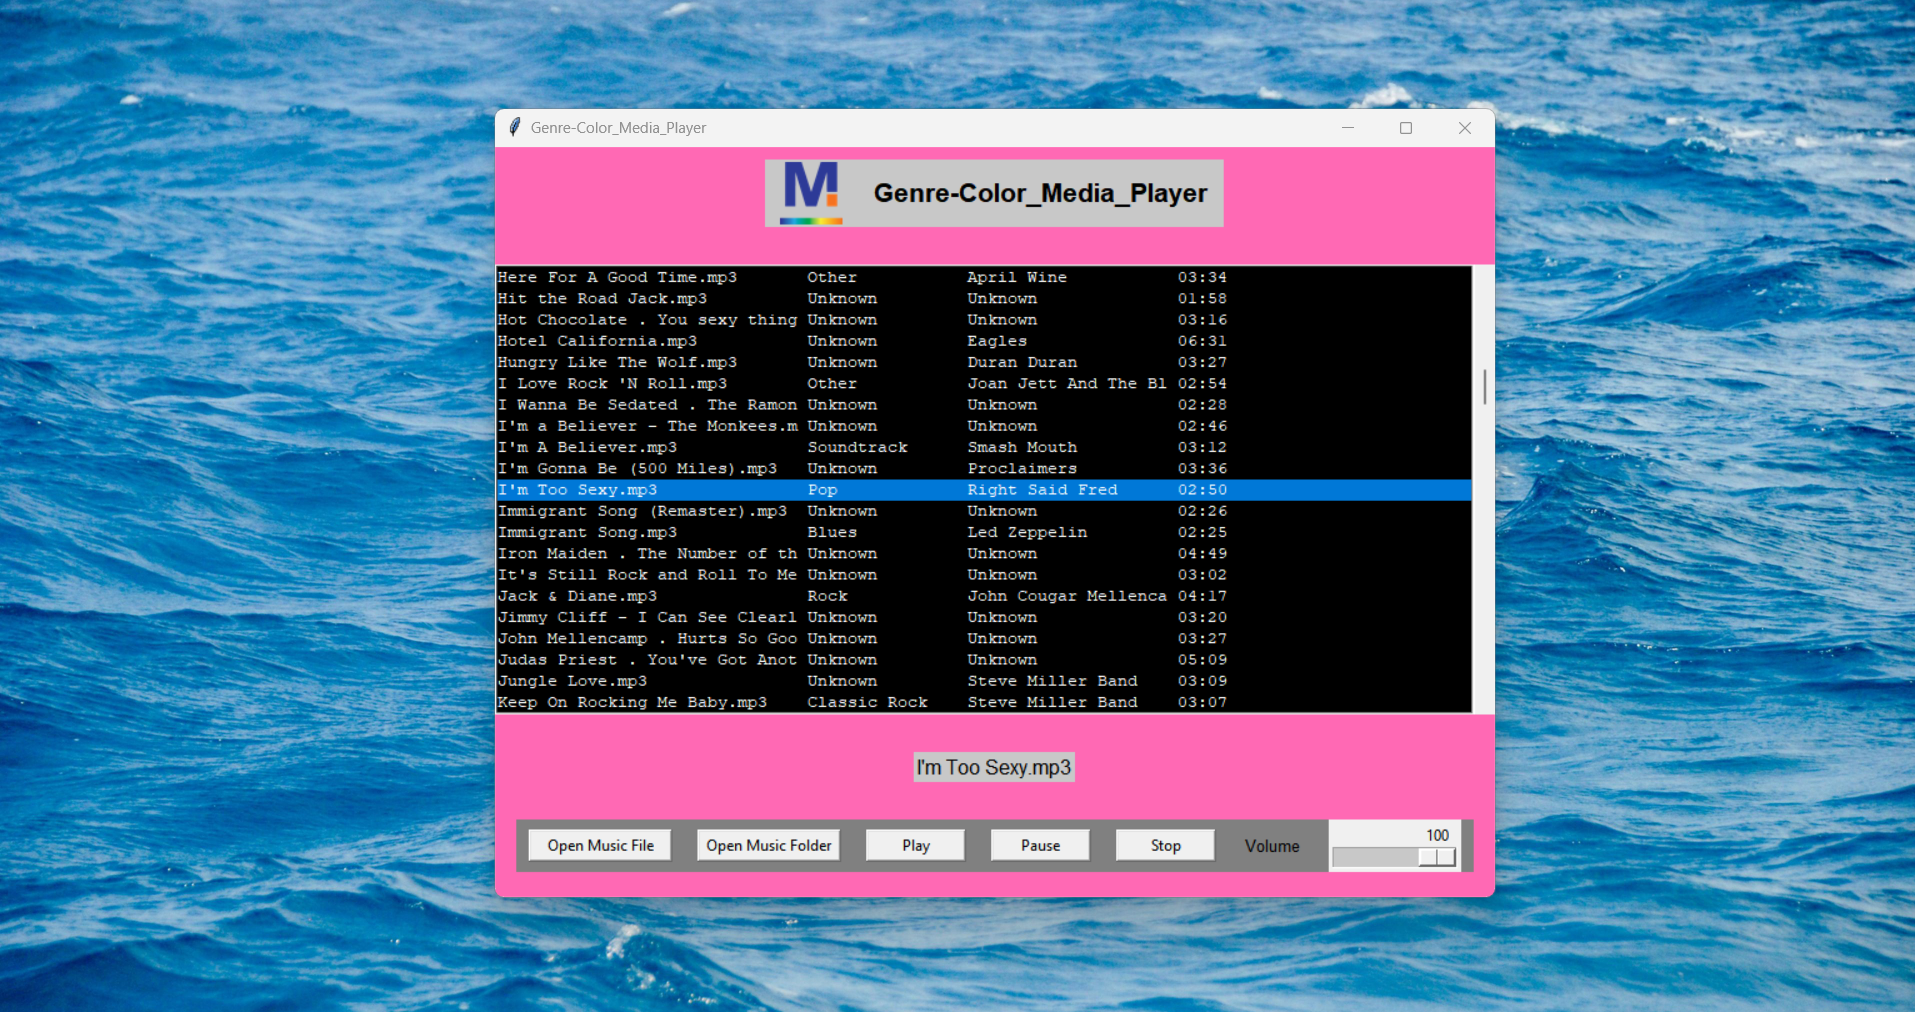 Genre-Color_Media_Player
M Genre-Color_Media_Player
Here For A Good Time.mp3 Other April Wine 03:34
Hit the Road Jack.mp3 Unknown Unknown 01:58
Hot Chocolate . You sexy thing Unknown Unknown 03:16
Hotel California.mp3 Unknown Eagles 06:31
Hungry Like The Wolf.mp3 Unknown Duran Duran 03:27
I Love Rock 'N Roll.mp3 Other Joan Jett And The Bl 02:54
I Wanna Be Sedated . The Ramon Unknown Unknown 02:28
I'm a Believer - The Monkees.m Unknown Unknown 02:46
I'm A Believer.mp3 Soundtrack Smash Mouth 03:12
I'm Gonna Be (500 Miles).mp3 Unknown Proclaimers 03:36
I'm Too Sexy.mp3 Pop Right Said Fred 02:50
Immigrant Song (Remaster).mp3 Unknown Unknown 02:26
Immigrant Song.mp3 Blues Led Zeppelin 02:25
Iron Maiden . The Number of th Unknown Unknown 04:49
It's Still Rock and Roll To Me Unknown Unknown 03:02
Jack & Diane.mp3 Rock John Cougar Mellenca 04:17
Jimmy Cliff - I Can See Clearl Unknown Unknown 03:20
John Mellencamp . Hurts So Goo Unknown Unknown 03:27
Judas Priest . You've Got Anot Unknown Unknown 05:09
Jungle Love.mp3 Unknown Steve Miller Band 03:09
Keep On Rocking Me Baby.mp3 Classic Rock Steve Miller Band 03:07
I'm Too Sexy.mp3
Open Music File Open Music Folder Play Pause Stop Volume 100